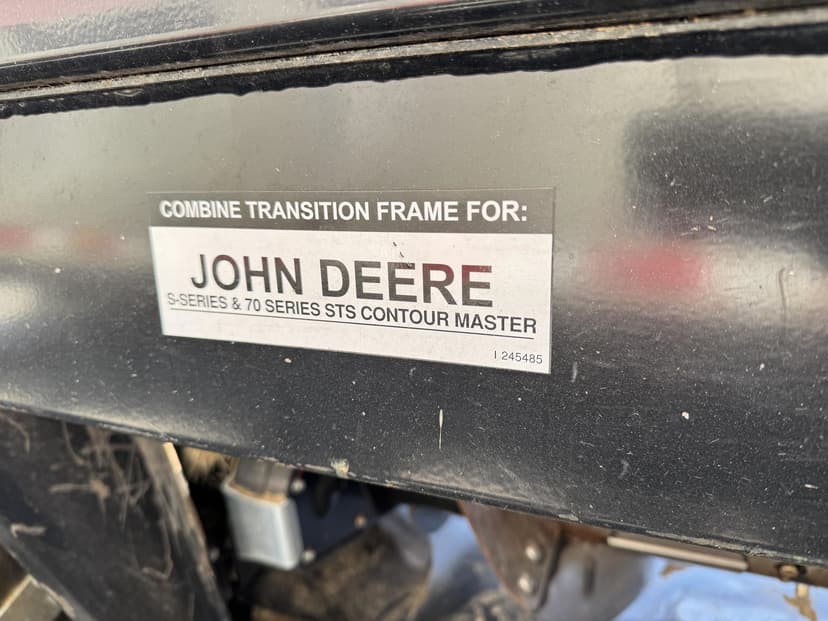 COMBINE TRANSITION FRAME FOR:
JOHN DEERE
S-SERIES & 70 SERIES STS CONTOUR MASTER
I 245485